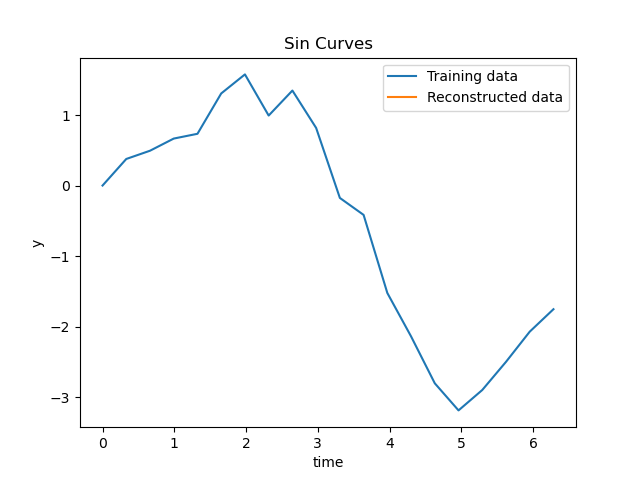 Sin Curves
Training data
Reconstructed data
1
0
−1
−2
−3
y
0 1 2 3 4 5 6
time